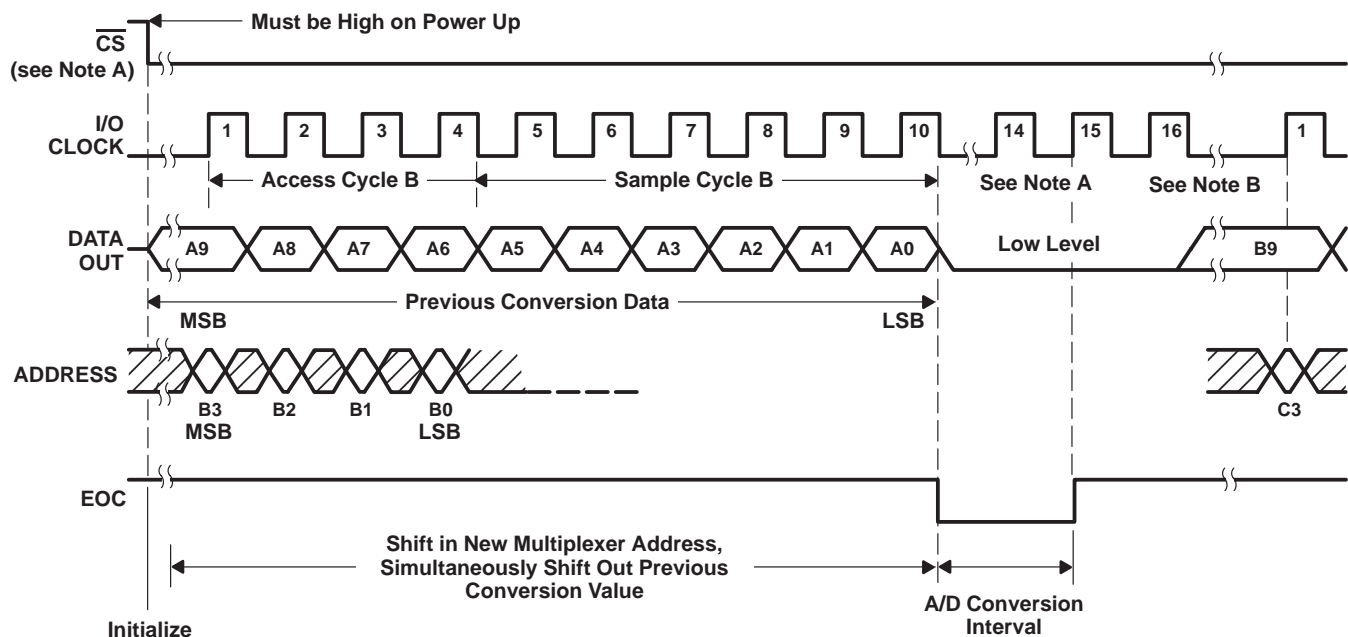 Must be High on Power Up
CS
(see Note A)
I/O
CLOCK
1 2 3 4 5 6 7 8 9 10 14 15 16 1
Access Cycle B
Sample Cycle B
See Note A
See Note B
DATA
OUT
A9 A8 A7 A6 A5 A4 A3 A2 A1 A0
Low Level
B9
Previous Conversion Data
MSB
LSB
ADDRESS
B3 B2 B1 B0
MSB
LSB
C3
EOC
Shift in New Multiplexer Address,
Simultaneously Shift Out Previous
Conversion Value
A/D Conversion
Interval
Initialize